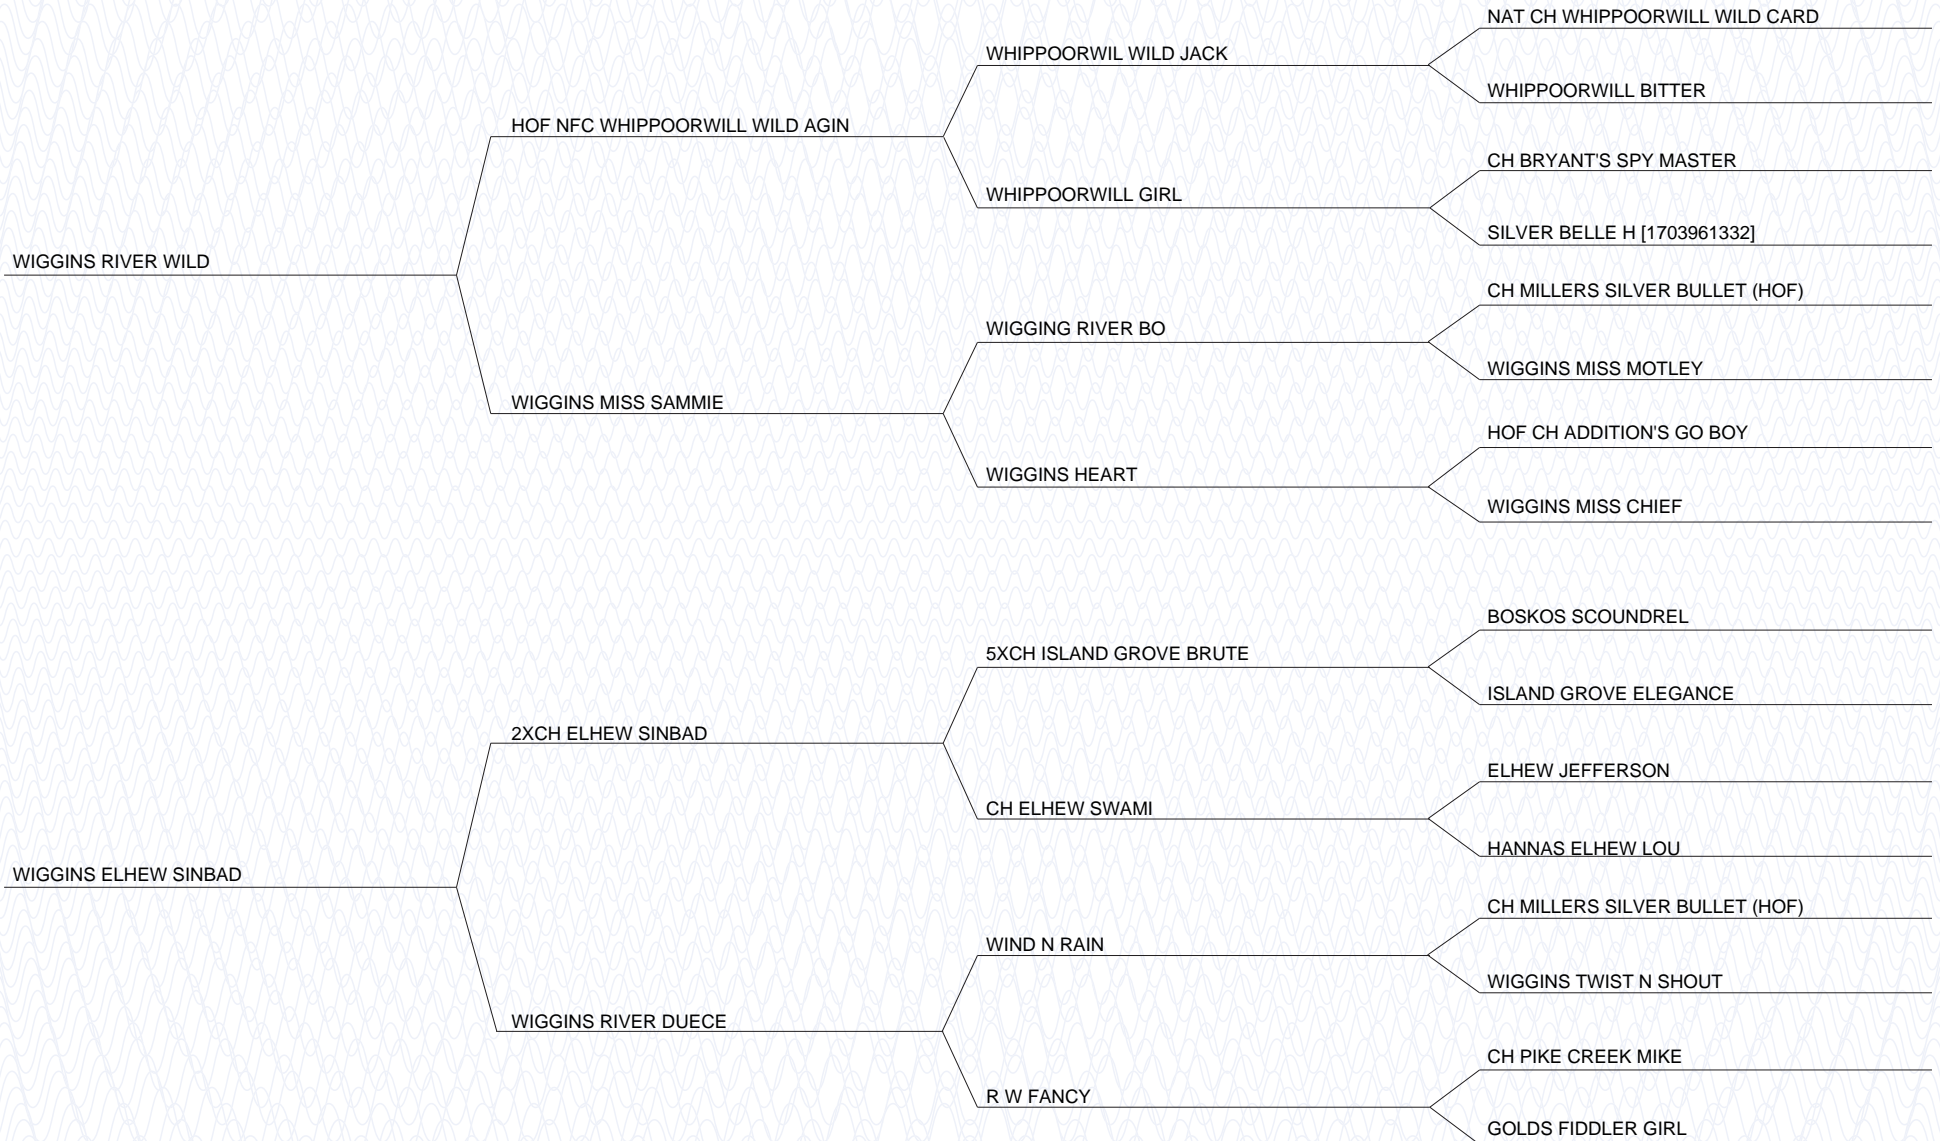 NAT CH WHIPPOORWILL WILD CARD
WHIPPOORWIL WILD JACK
WHIPPOORWILL BITTER
HOF NFC WHIPPOORWILL WILD AGIN
CH BRYANT'S SPY MASTER
WHIPPOORWILL GIRL
SILVER BELLE H [1703961332]
WIGGINS RIVER WILD
CH MILLERS SILVER BULLET (HOF)
WIGGING RIVER BO
WIGGINS MISS MOTLEY
WIGGINS MISS SAMMIE
HOF CH ADDITION'S GO BOY
WIGGINS HEART
WIGGINS MISS CHIEF
BOSKOS SCOUNDREL
5XCH ISLAND GROVE BRUTE
ISLAND GROVE ELEGANCE
2XCH ELHEW SINBAD
ELHEW JEFFERSON
CH ELHEW SWAMI
HANNAS ELHEW LOU
WIGGINS ELHEW SINBAD
CH MILLERS SILVER BULLET (HOF)
WIND N RAIN
WIGGINS TWIST N SHOUT
WIGGINS RIVER DUECE
CH PIKE CREEK MIKE
R W FANCY
GOLDS FIDDLER GIRL